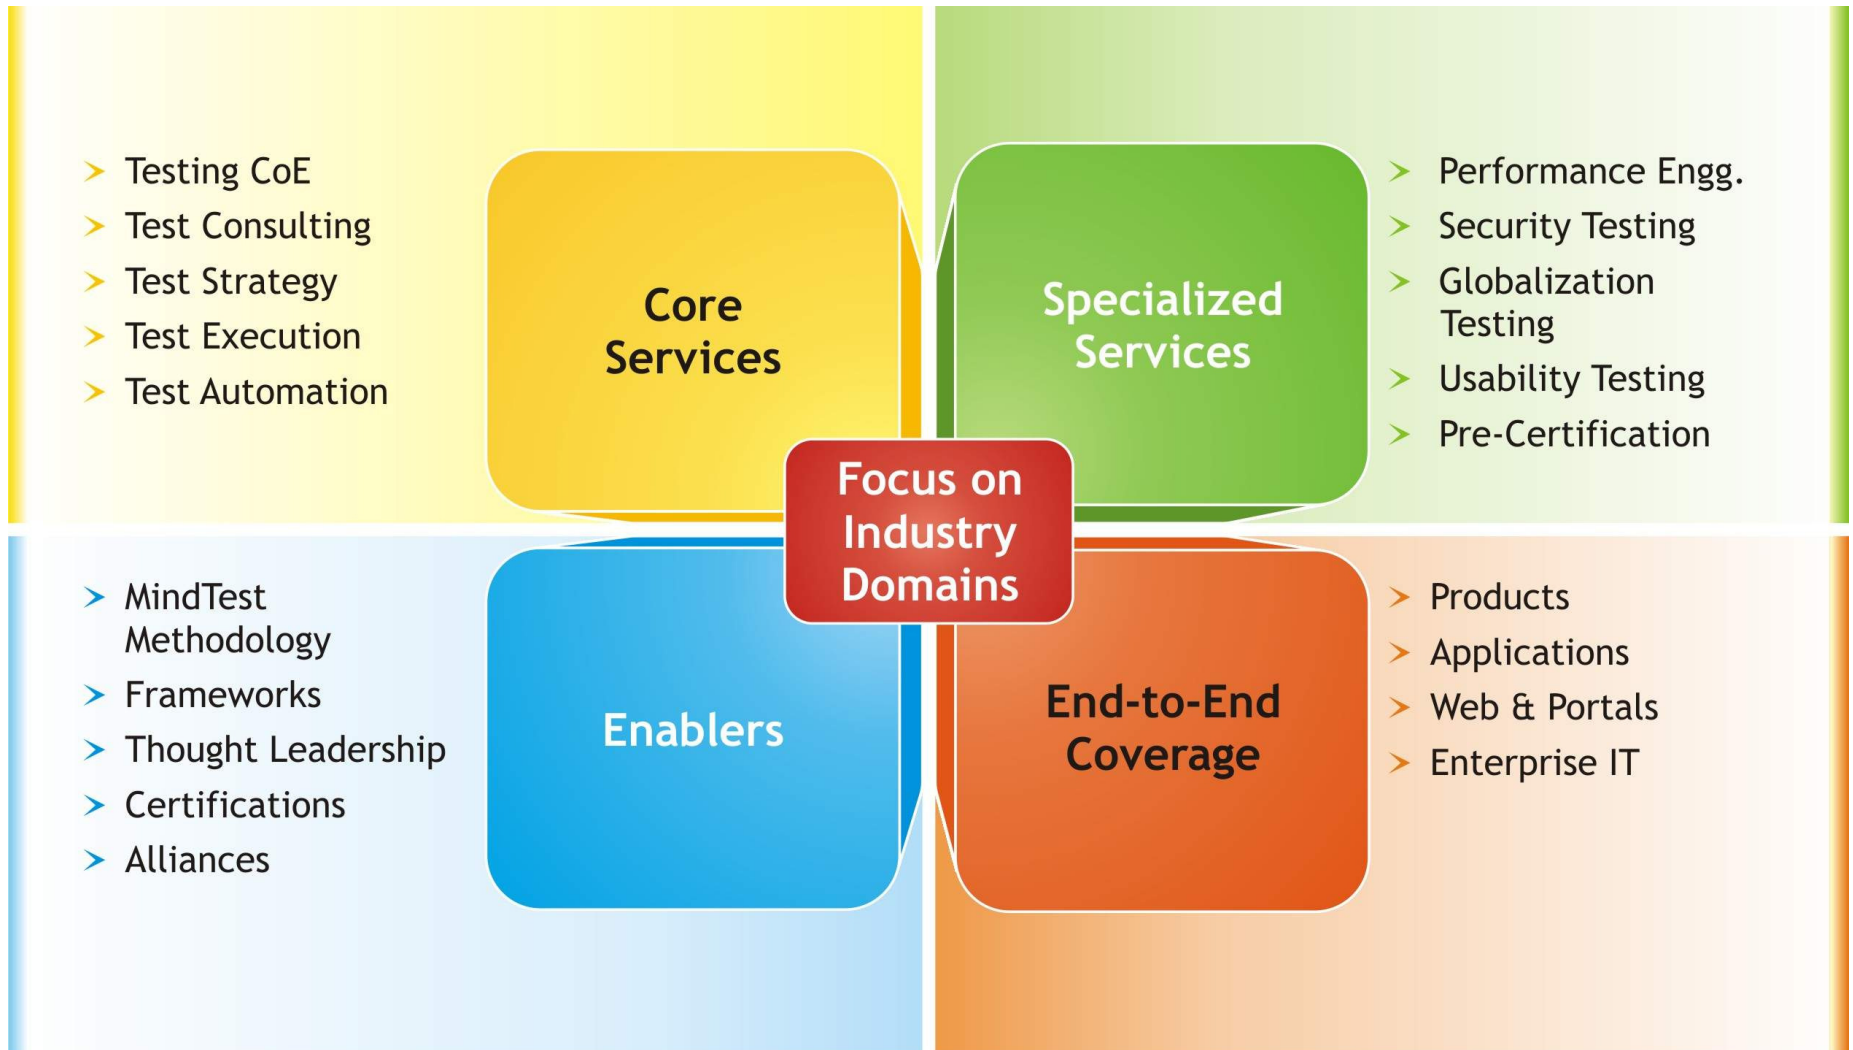 Testing CoE
Test Consulting
Test Strategy
Test Execution
Test Automation
Core
Services
Specialized
Services
Performance Engg.
Security Testing
Globalization
Testing
Usability Testing
Pre-Certification
Focus on
Industry
Domains
MindTest
Methodology
Frameworks
Thought Leadership
Certifications
Alliances
Enablers
End-to-End
Coverage
Products
Applications
Web & Portals
Enterprise IT